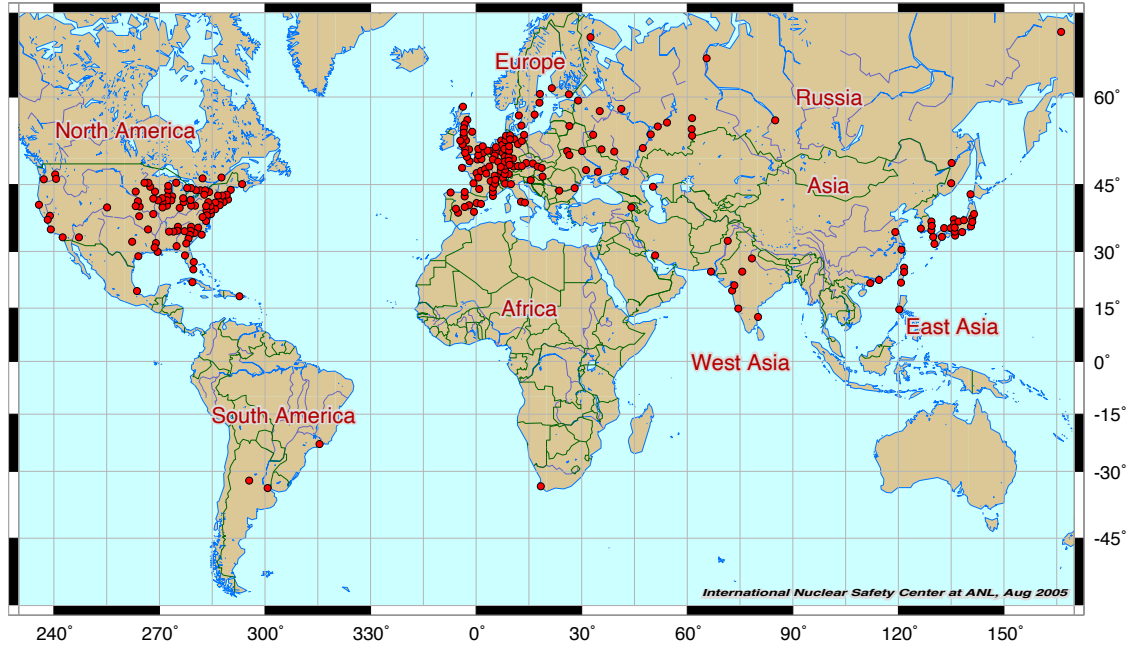 Europe
60°
Russia
North America
Asia
45°
30°
Africa
15°
East Asia
West Asia
0°
South America
-15°
-30°
-45°
International Nuclear Safety Center at ANL, Aug 2005
240° 270° 300° 330° 0° 30° 60° 90° 120° 150°